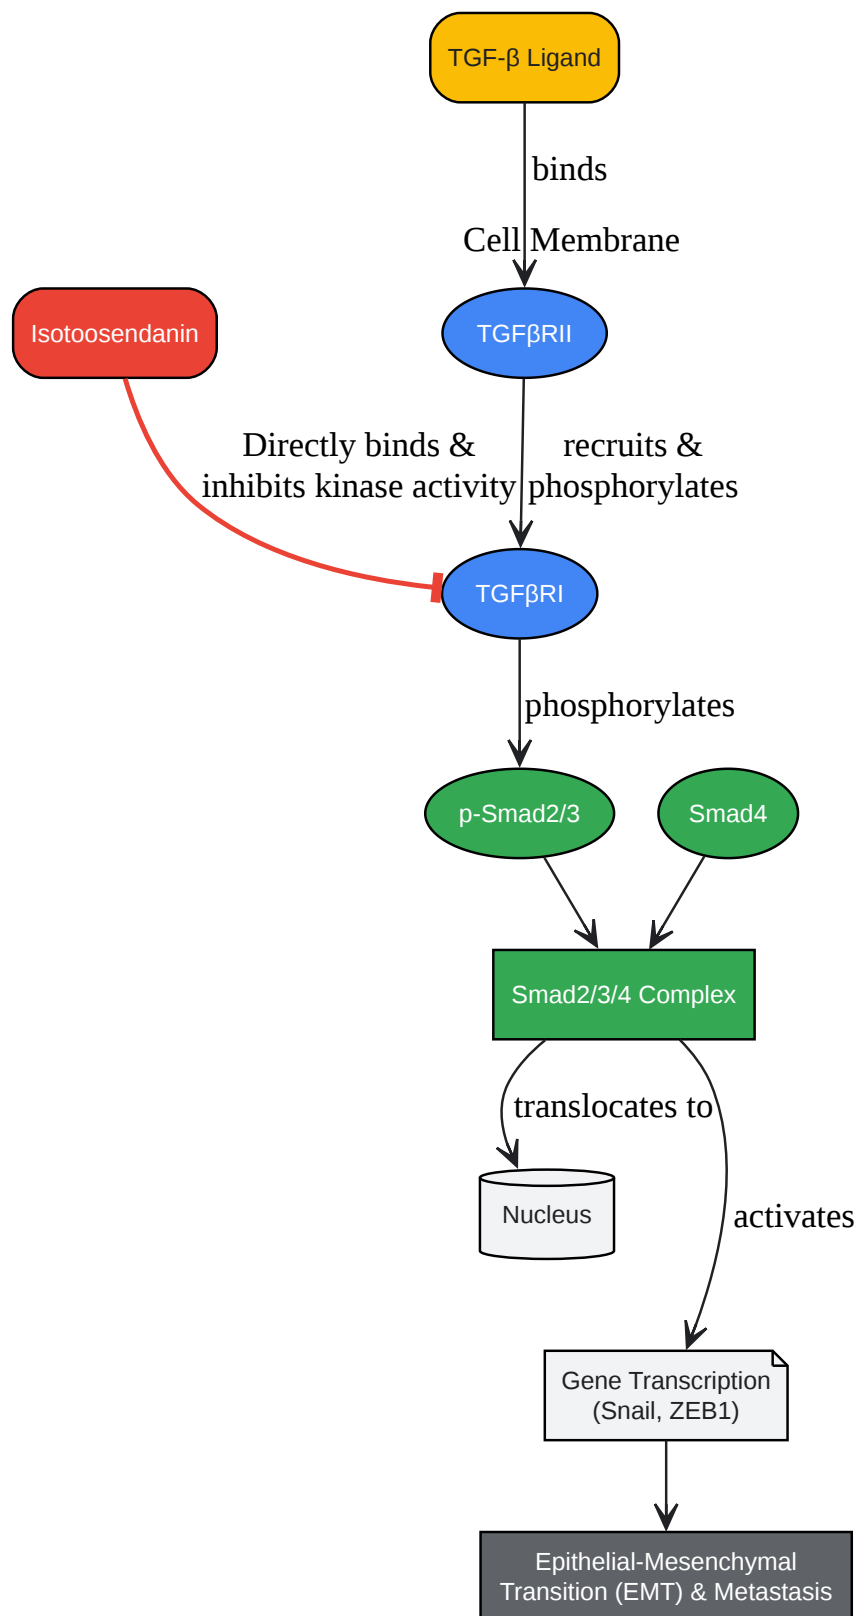 TGF-β Ligand
binds
Cell Membrane
Isotoosendanin
TGFβRII
Directly binds &
inhibits kinase activity
recruits &
phosphorylates
TGFβRI
phosphorylates
p-Smad2/3
Smad4
Smad2/3/4 Complex
translocates to
Nucleus
activates
Gene Transcription
(Snail, ZEB1)
Epithelial-Mesenchymal
Transition (EMT) & Metastasis